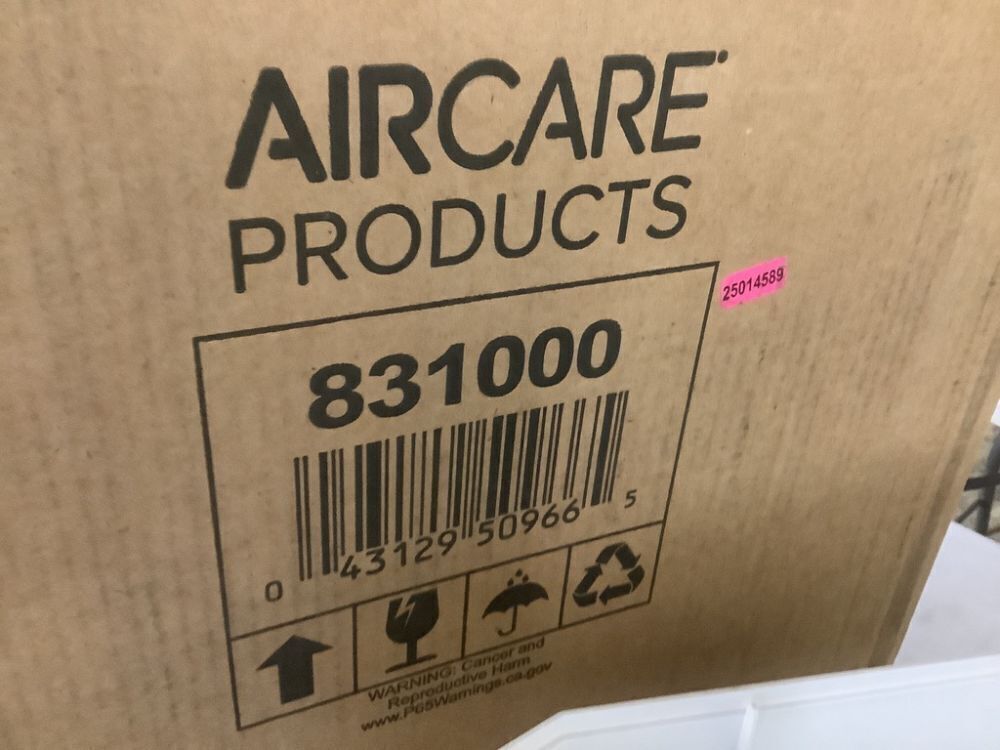 AIRCARE
PRODUCTS
25014589
831000
0 43129 50966 5
WARNING: Cancer and
Reproductive Harm
www.P65Warnings.ca.gov